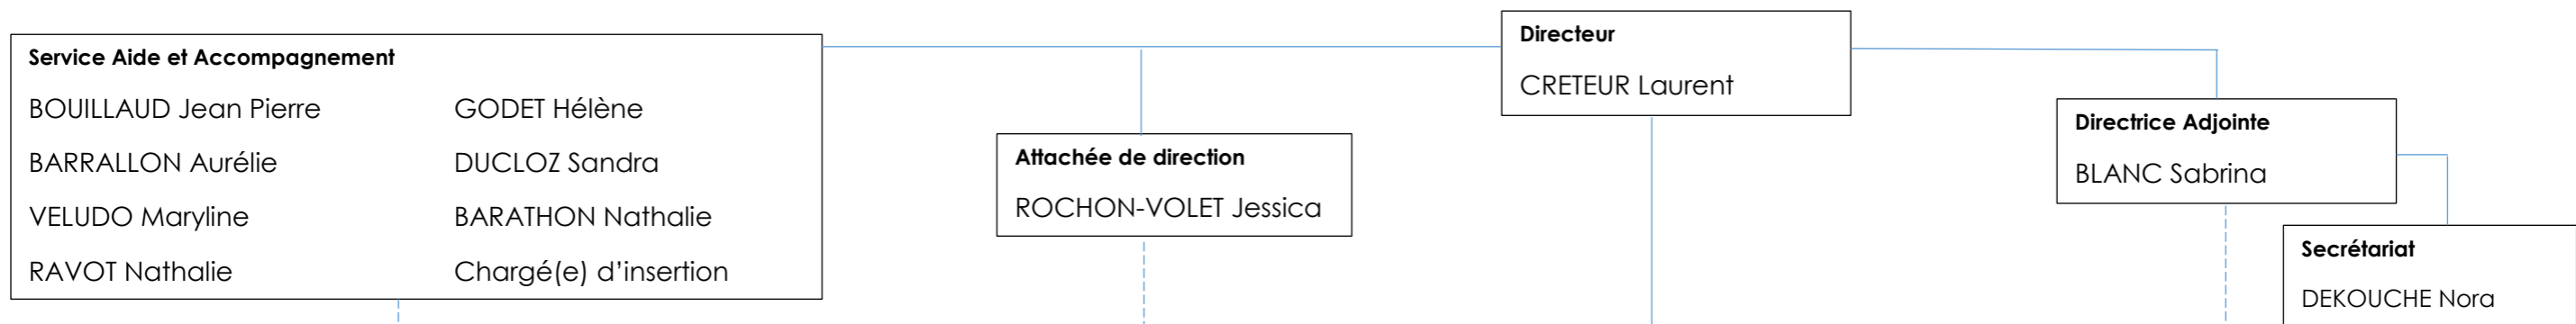 Service Aide et Accompagnement
BOUILLAUD Jean Pierre GODET Hélène
BARRALLON Aurélie DUCLOZ Sandra
VELUDO Maryline BARATHON Nathalie
RAVOT Nathalie Chargé(e) d’insertion
Attachée de direction
ROCHON-VOLET Jessica
Directeur
CRETEUR Laurent
Directrice Adjointe
BLANC Sabrina
Secrétariat
DEKOUCHE Nora